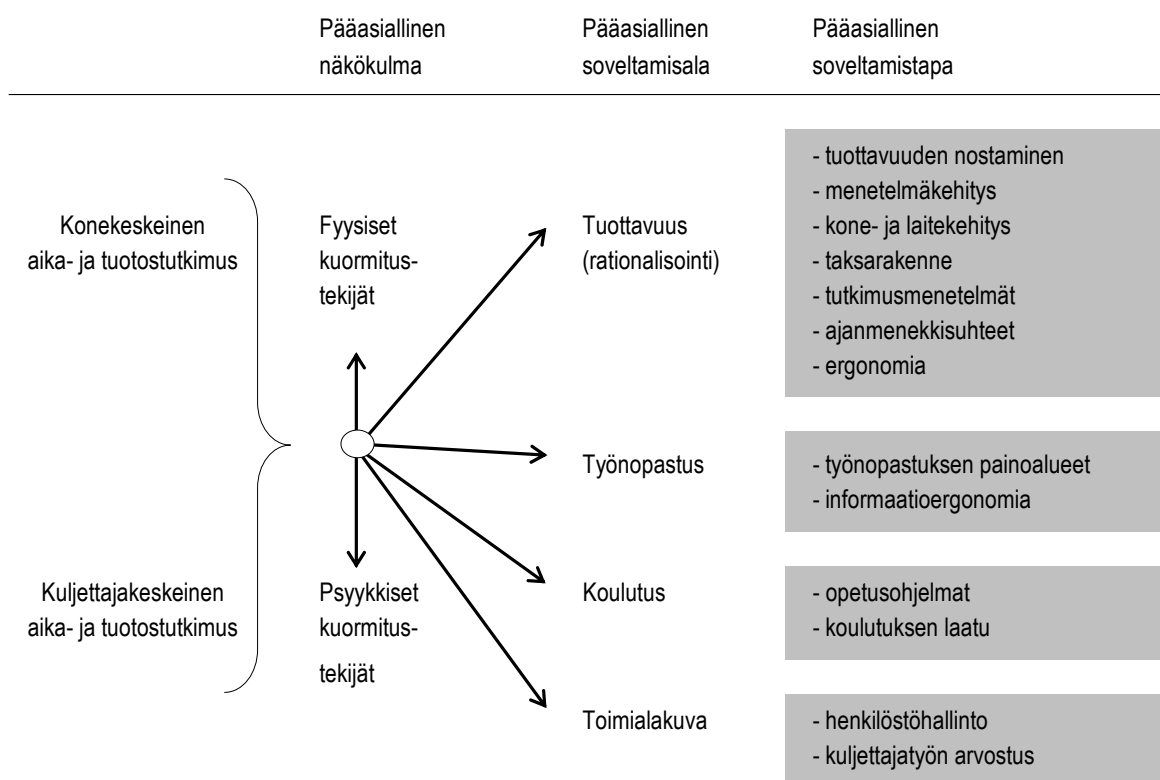 Pääasiallinen
näkökulma
Pääasiallinen
soveltamisala
Pääasiallinen
soveltamistapa
Konekeskeinen
aika- ja tuotostutkimus
Fyysiset
kuormitus-
tekijät
Tuottavuus
(rationalisointi)
- tuottavuuden nostaminen
- menetelmäkehitys
- kone- ja laitekehitys
- taksarakenne
- tutkimusmenetelmät
- ajanmenekkisuhteet
- ergonomia
Työnopastus
- työnopastuksen painoalueet
- informaatioergonomia
Kuljettajakeskeinen
aika- ja tuotostutkimus
Psyykkiset
kuormitus-
tekijät
Koulutus
- opetusohjelmat
- koulutuksen laatu
Toimialakuva
- henkilöstöhallinto
- kuljettajatyön arvostus